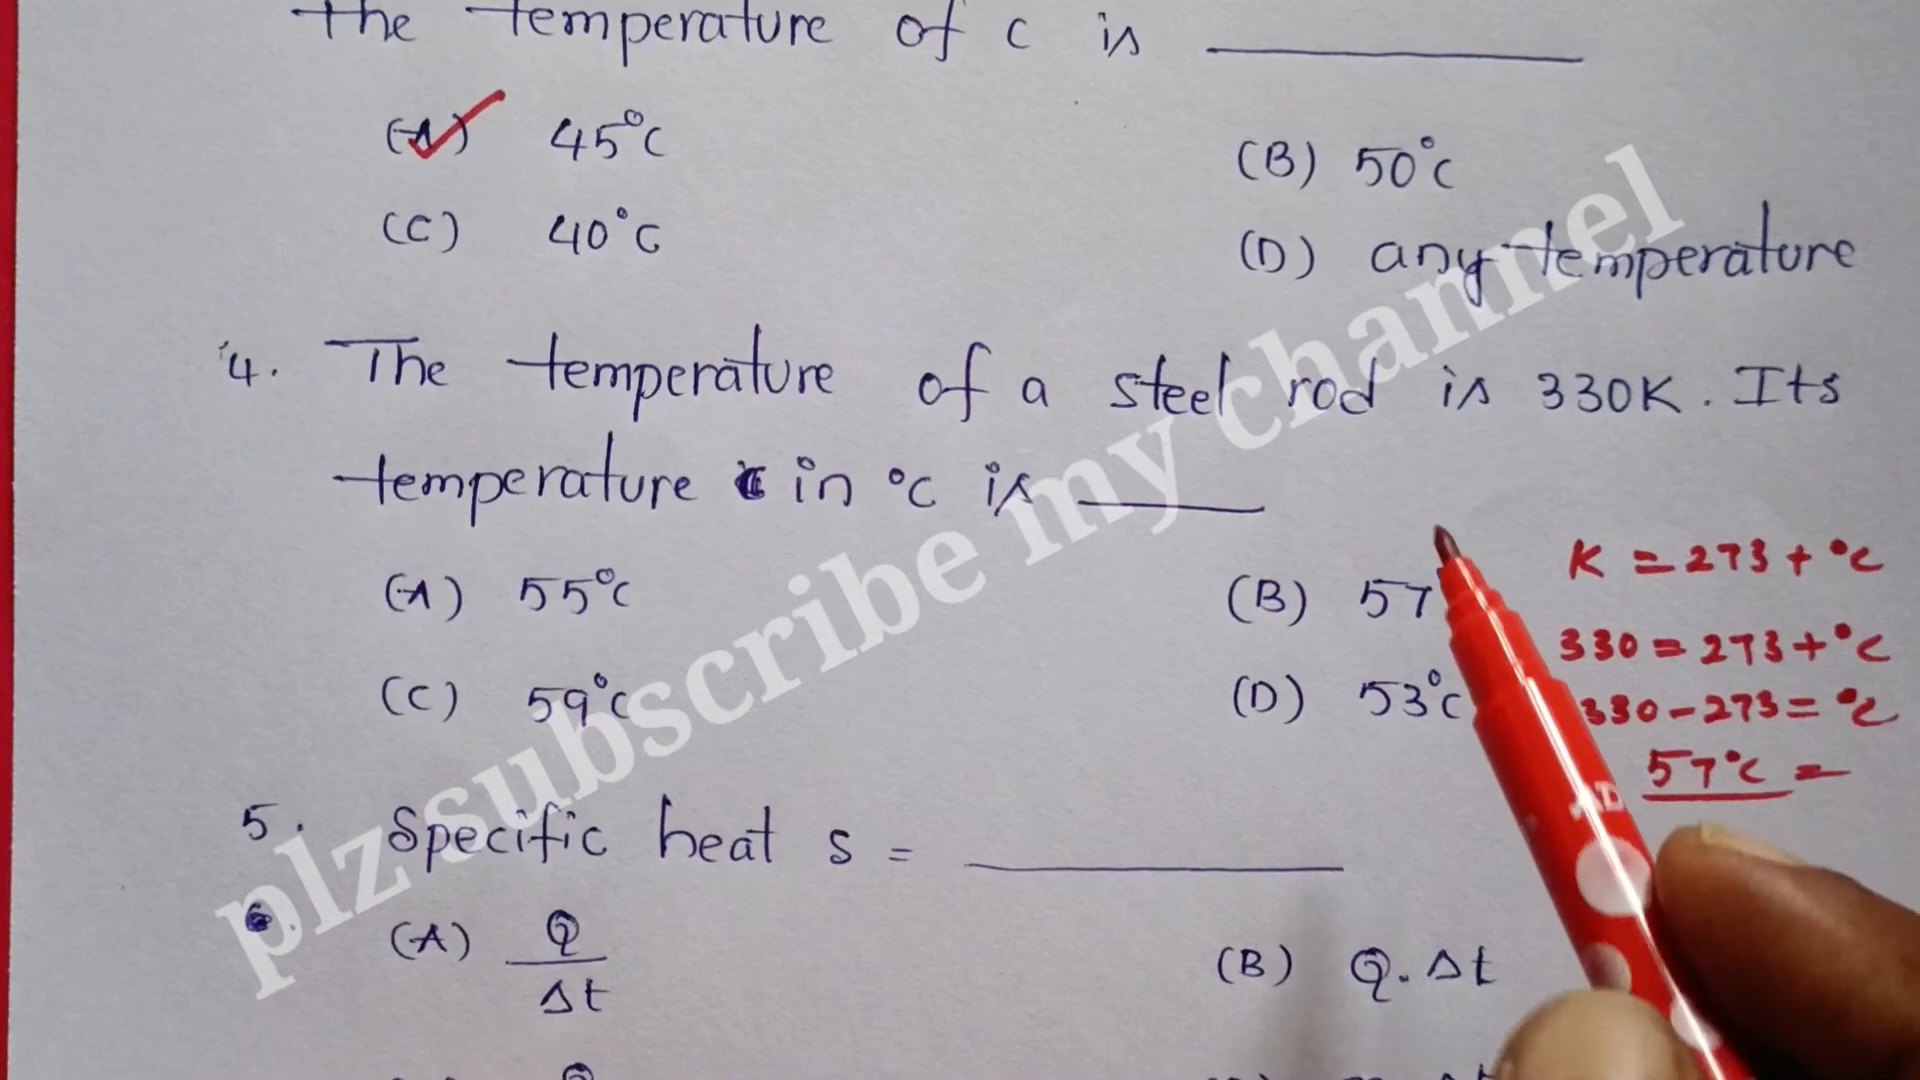 The temperature of C is
(A) 45°C
(B) 50°C
(C) 40°C
(D) any temperature
4. The temperature of a steel rod is 330K. Its
temperature in °C is
(A) 55°C
(B) 57
(C) 59°C
(D) 53°C
K = 273 + °C
330 = 273 + °C
330 - 273 = °C
57°C =
5. Specific heat s =
(A) Q
Δt
(B) Q. Δt
plz subscribe my channel